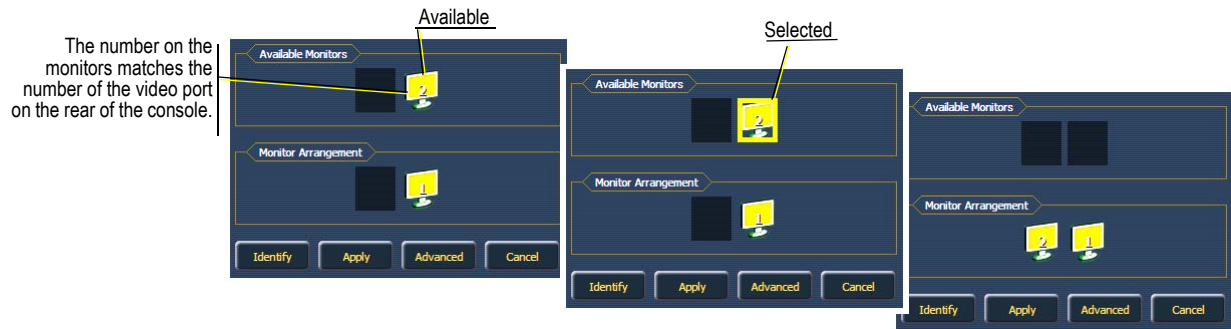 Available
The number on the
monitors matches the
number of the video port
on the rear of the console.
Available Monitors
2
Monitor Arrangement
1
Identify Apply Advanced Cancel
Selected
Available Monitors
2
Monitor Arrangement
1
Identify Apply Advanced Cancel
Available Monitors
Monitor Arrangement
2 1
Identify Apply Advanced Cancel